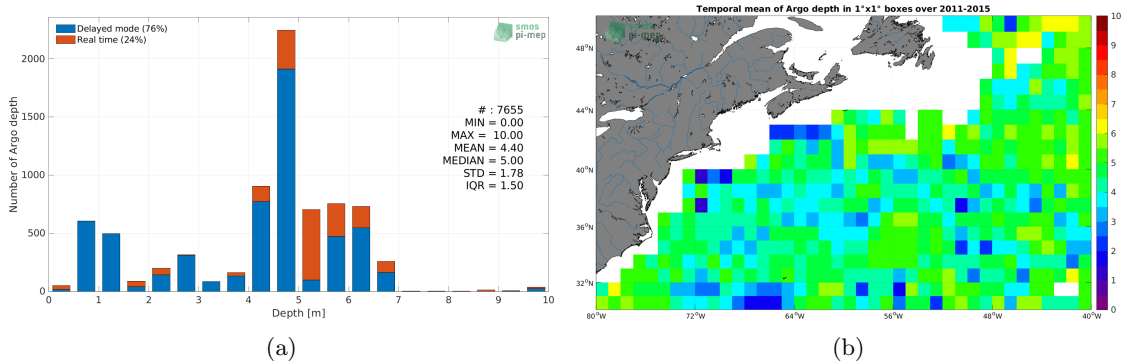 Delayed mode (76%)
Real time (24%)
smos
pi-mep
# : 7655
MIN = 0.00
MAX = 10.00
MEAN = 4.40
MEDIAN = 5.00
STD = 1.78
IQR = 1.50
Number of Argo depth
2000
1500
1000
500
0
0 1 2 3 4 5 6 7 8 9 10
Depth [m]
(a)
Temporal mean of Argo depth in 1°x1° boxes over 2011-2015
smos
pi-mep
48°N
44°N
40°N
36°N
32°N
80°W 72°W 64°W 56°W 48°W 40°W
10
9
8
7
6
5
4
3
2
1
0
(b)